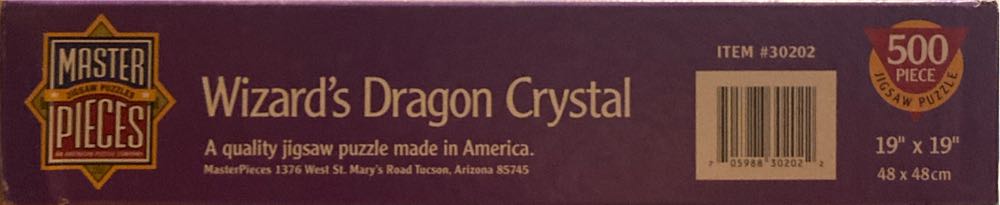 MASTER
JIGSAW PUZZLES
PIECES
AN AMERICAN PUZZLE COMPANY
Wizard's Dragon Crystal
A quality jigsaw puzzle made in America.
MasterPieces 1376 West St. Mary's Road Tucson, Arizona 85745
ITEM #30202
7 05988 30202 2
500
PIECE
JIGSAW PUZZLE
19" x 19"
48 x 48cm